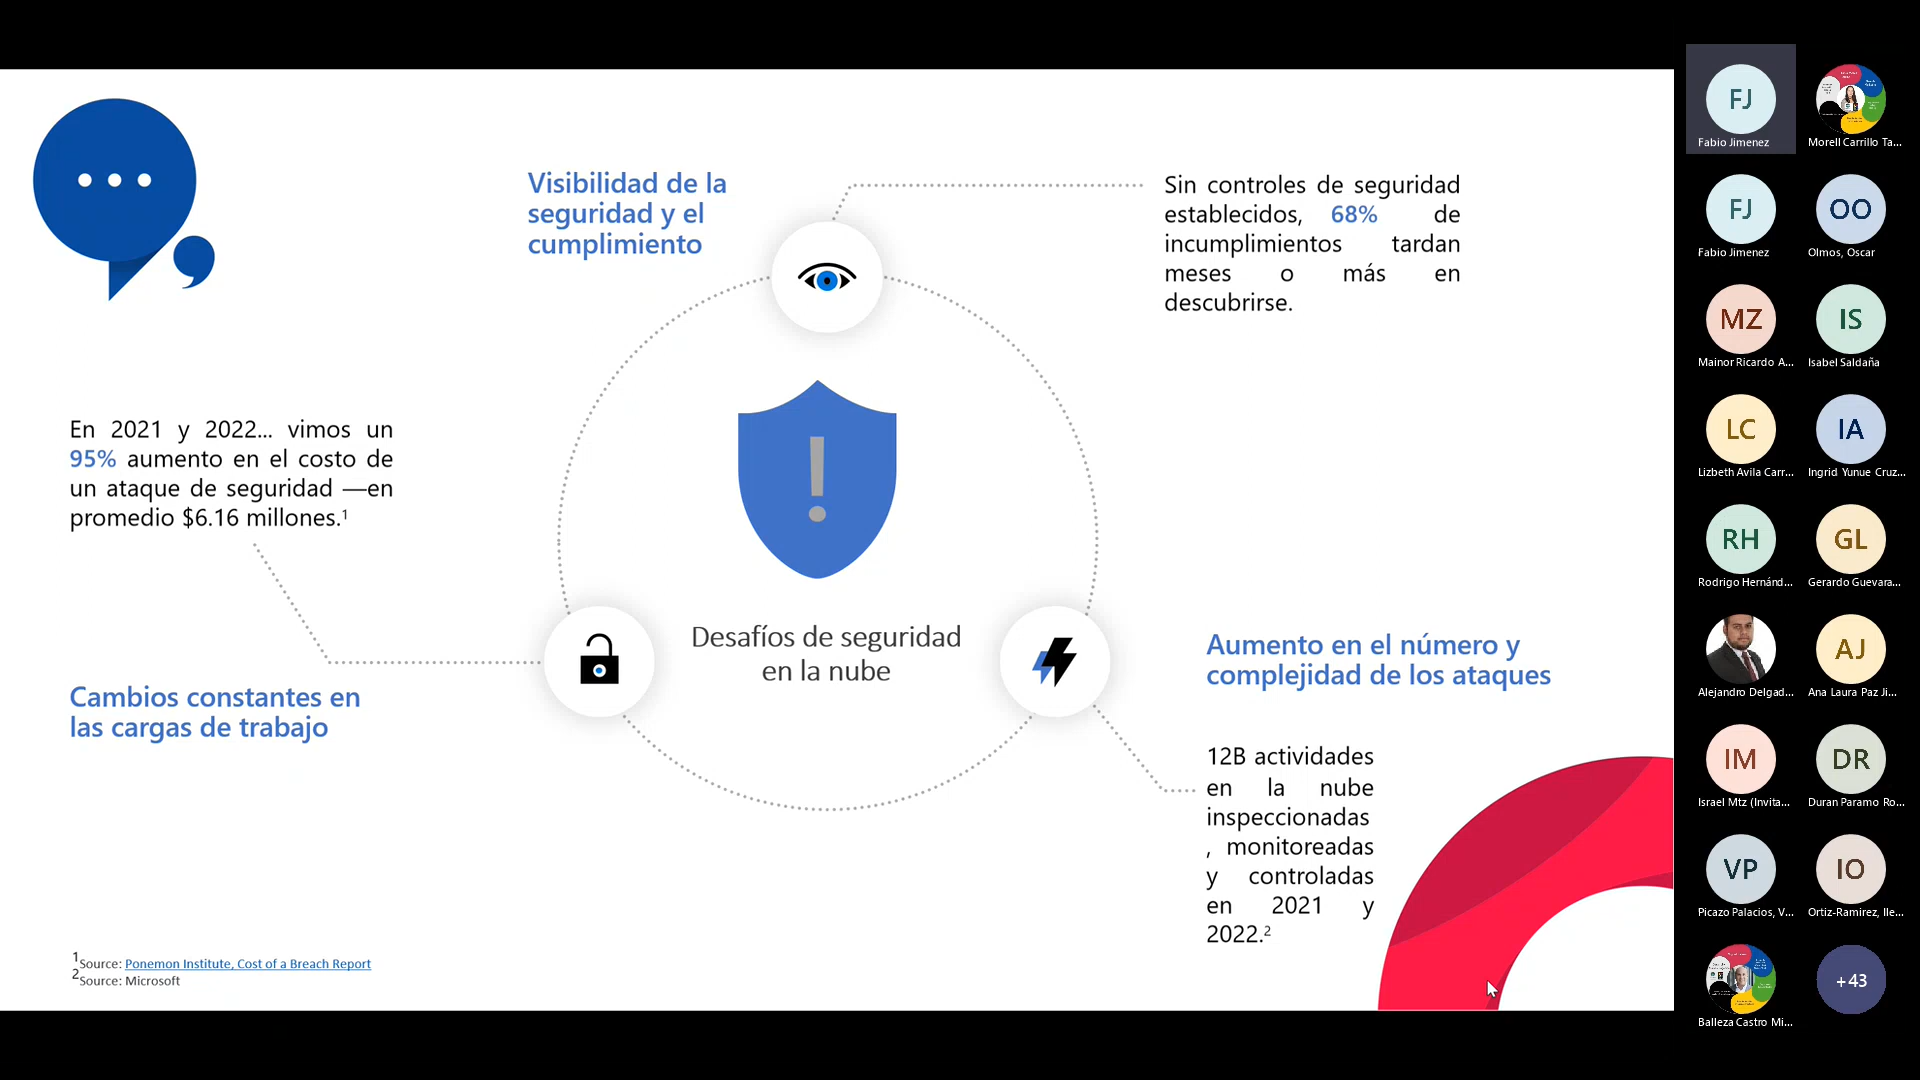 Visibilidad de la
seguridad y el
cumplimiento
Sin controles de seguridad
establecidos, 68% de
incumplimientos tardan
meses o más en
descubrirse.
En 2021 y 2022... vimos un
95% aumento en el costo de
un ataque de seguridad —en
promedio $6.16 millones.¹
Cambios constantes en
las cargas de trabajo
Desafíos de seguridad
en la nube
Aumento en el número y
complejidad de los ataques
12B actividades
en la nube
inspeccionadas
, monitoreadas
y controladas
en 2021 y
2022.²
¹Source: Ponemon Institute, Cost of a Breach Report
²Source: Microsoft
FJ
Fabio Jimenez
Morell Carrillo Ta...
FJ
Fabio Jimenez
OO
Olmos, Oscar
MZ
Mainor Ricardo A...
IS
Isabel Saldaña
LC
Lizbeth Avila Carr...
IA
Ingrid Yunue Cruz...
RH
Rodrigo Hernánd...
GL
Gerardo Guevara...
Alejandro Delgad...
AJ
Ana Laura Paz Ji...
IM
Israel Mtz (Invita...
DR
Duran Paramo Ro...
VP
Picazo Palacios, V...
IO
Ortiz-Ramirez, Ile...
Balleza Castro Mi...
+43